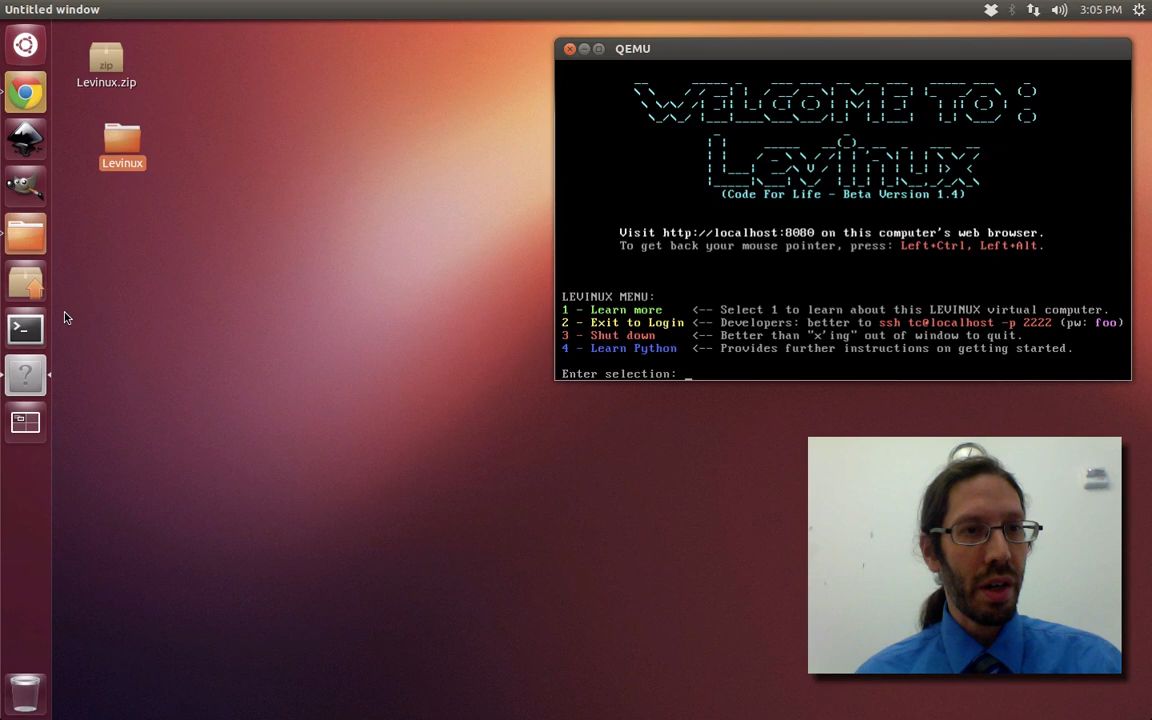 Untitled window
3:05 PM
zip
Levinux.zip
Levinux
QEMU
WELCOME TO:
Levinux
(Code For Life - Beta Version 1.4)
Visit http://localhost:8080 on this computer's web browser.
To get back your mouse pointer, press: Left+Ctrl, Left+Alt.
LEVINUX MENU:
1 - Learn more <-- Select 1 to learn about this LEVINUX virtual computer.
2 - Exit to Login <-- Developers: better to ssh tc@localhost -p 2222 (pw: foo)
3 - Shut down <-- Better than "x'ing" out of window to quit.
4 - Learn Python <-- Provides further instructions on getting started.
Enter selection: _